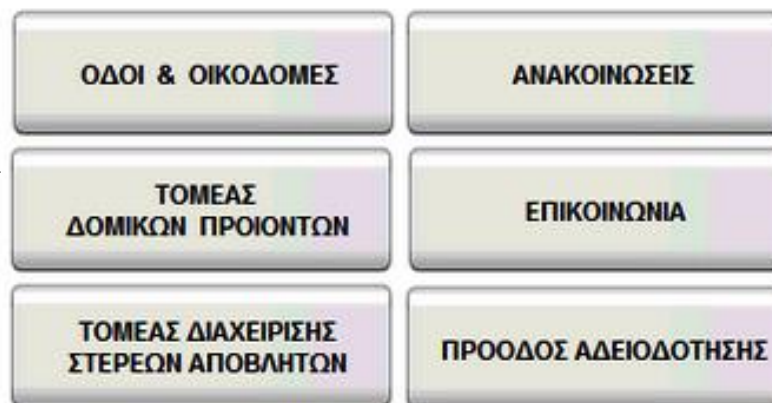 ΟΔΟΙ & ΟΙΚΟΔΟΜΕΣ
ΑΝΑΚΟΙΝΩΣΕΙΣ
ΤΟΜΕΑΣ
ΔΟΜΙΚΩΝ ΠΡΟΙΟΝΤΩΝ
ΕΠΙΚΟΙΝΩΝΙΑ
ΤΟΜΕΑΣ ΔΙΑΧΕΙΡΙΣΗΣ
ΣΤΕΡΕΩΝ ΑΠΟΒΛΗΤΩΝ
ΠΡΟΟΔΟΣ ΑΔΕΙΟΔΟΤΗΣΗΣ